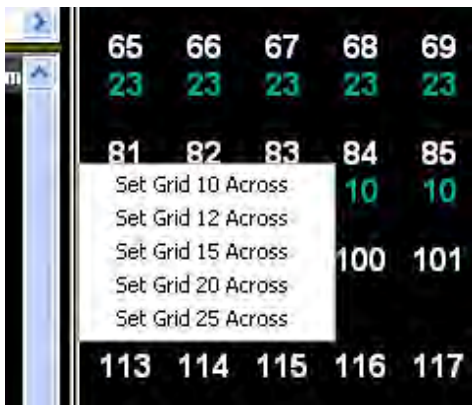 65 66 67 68 69
m 23 23 23 23 23
81 82 83 84 85
Set Grid 10 Across 10 10
Set Grid 12 Across
Set Grid 15 Across 100 101
Set Grid 20 Across
Set Grid 25 Across
113 114 115 116 117